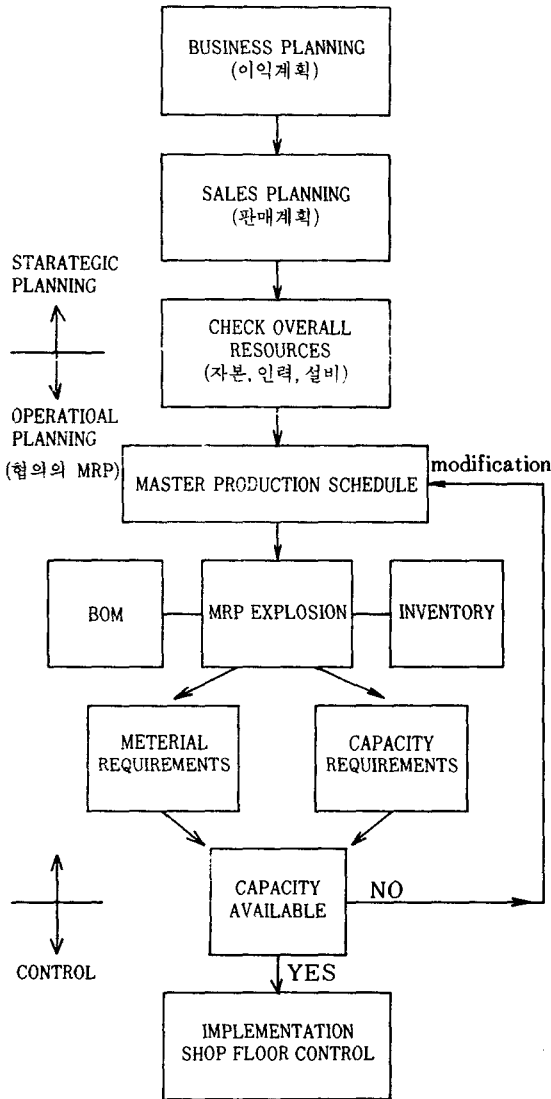 BUSINESS PLANNING
(이익계획)
SALES PLANNING
(판매계획)
STARATEGIC
PLANNING
CHECK OVERALL
RESOURCES
(자본, 인력, 설비)
OPERATIOAL
PLANNING
(협의의 MRP)
MASTER PRODUCTION SCHEDULE
modification
BOM
MRP EXPLOSION
INVENTORY
METERIAL
REQUIREMENTS
CAPACITY
REQUIREMENTS
CAPACITY
AVAILABLE
NO
CONTROL
YES
IMPLEMENTATION
SHOP FLOOR CONTROL